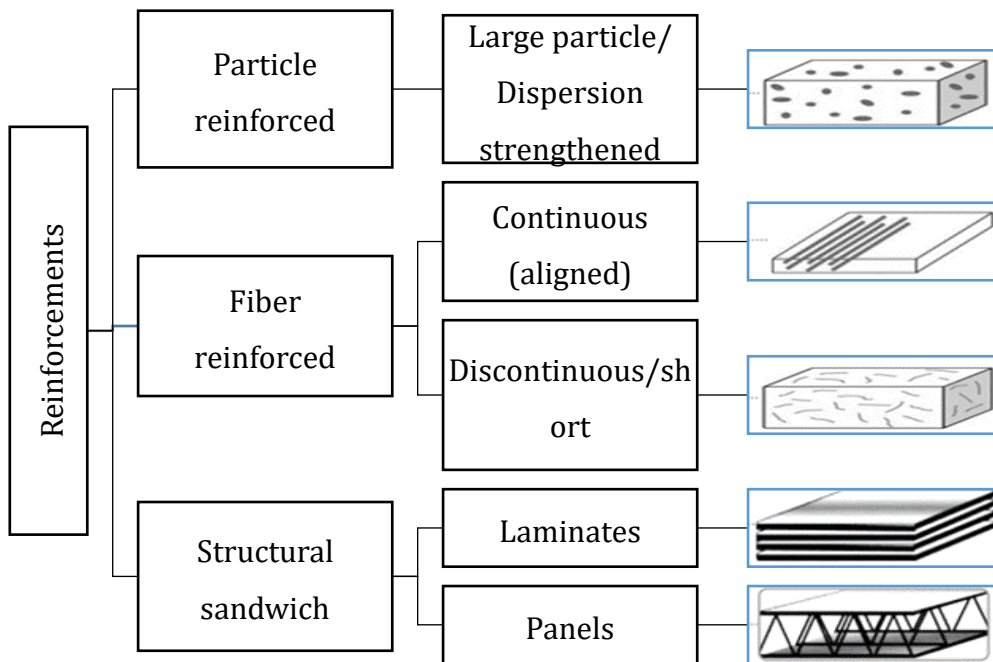 Reinforcements
Particle
reinforced
Large particle/
Dispersion
strengthened
Fiber
reinforced
Continuous
(aligned)
Discontinuous/sh
ort
Structural
sandwich
Laminates
Panels